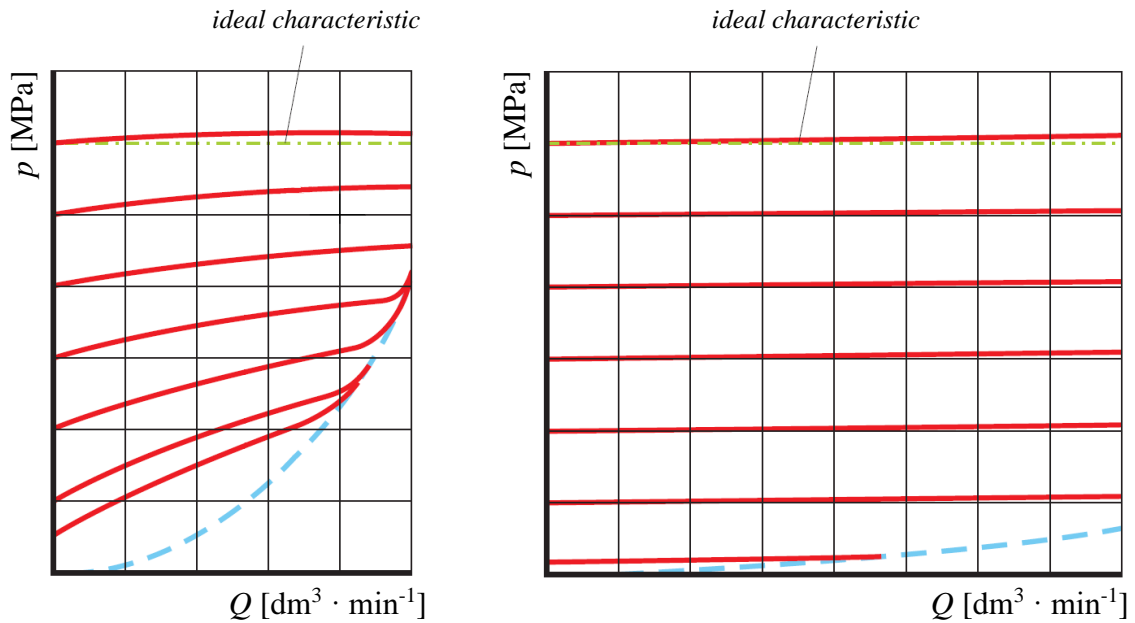 ideal characteristic
p [MPa]
Q [dm³ · min⁻¹]
ideal characteristic
p [MPa]
Q [dm³ · min⁻¹]